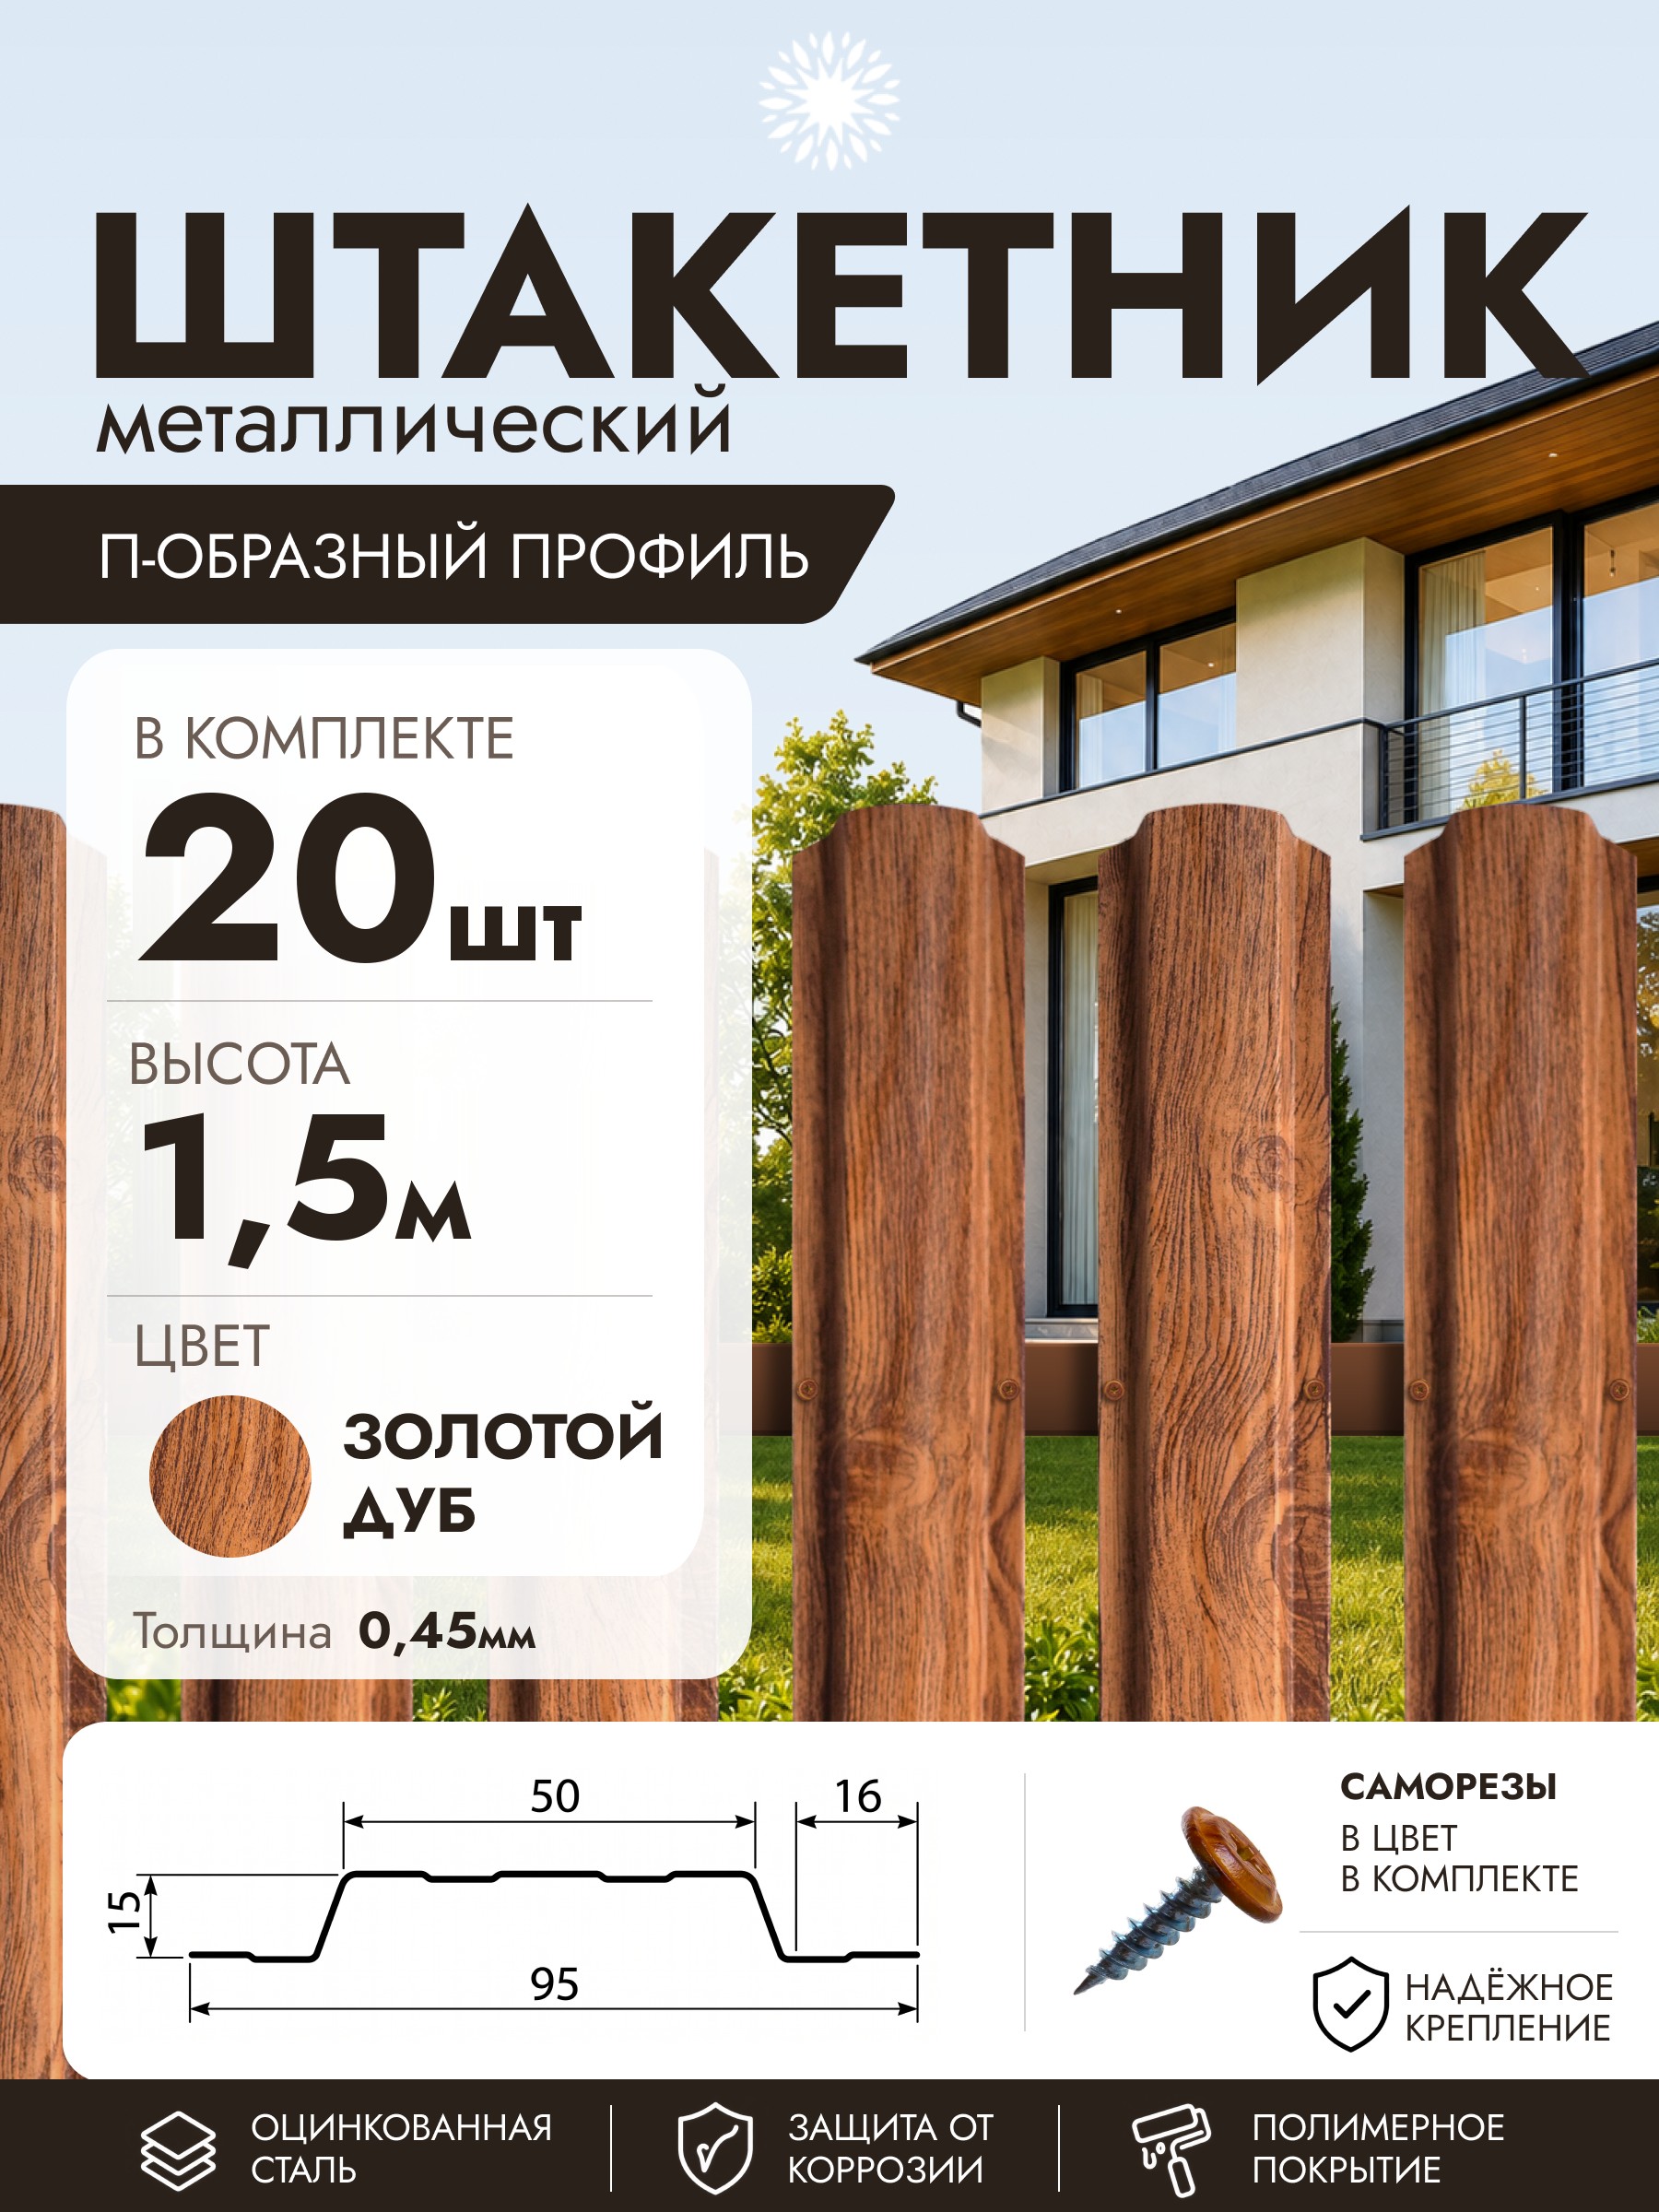 ШТАКЕТНИК
металлический
П-ОБРАЗНЫЙ ПРОФИЛЬ
В КОМПЛЕКТЕ
20шт
ВЫСОТА
1,5м
ЦВЕТ
ЗОЛОТОЙ
ДУБ
Толщина 0,45мм
50
16
15
95
САМОРЕЗЫ
В ЦВЕТ
В КОМПЛЕКТЕ
НАДЁЖНОЕ
КРЕПЛЕНИЕ
ОЦИНКОВАННАЯ
СТАЛЬ
ЗАЩИТА ОТ
КОРРОЗИИ
ПОЛИМЕРНОЕ
ПОКРЫТИЕ